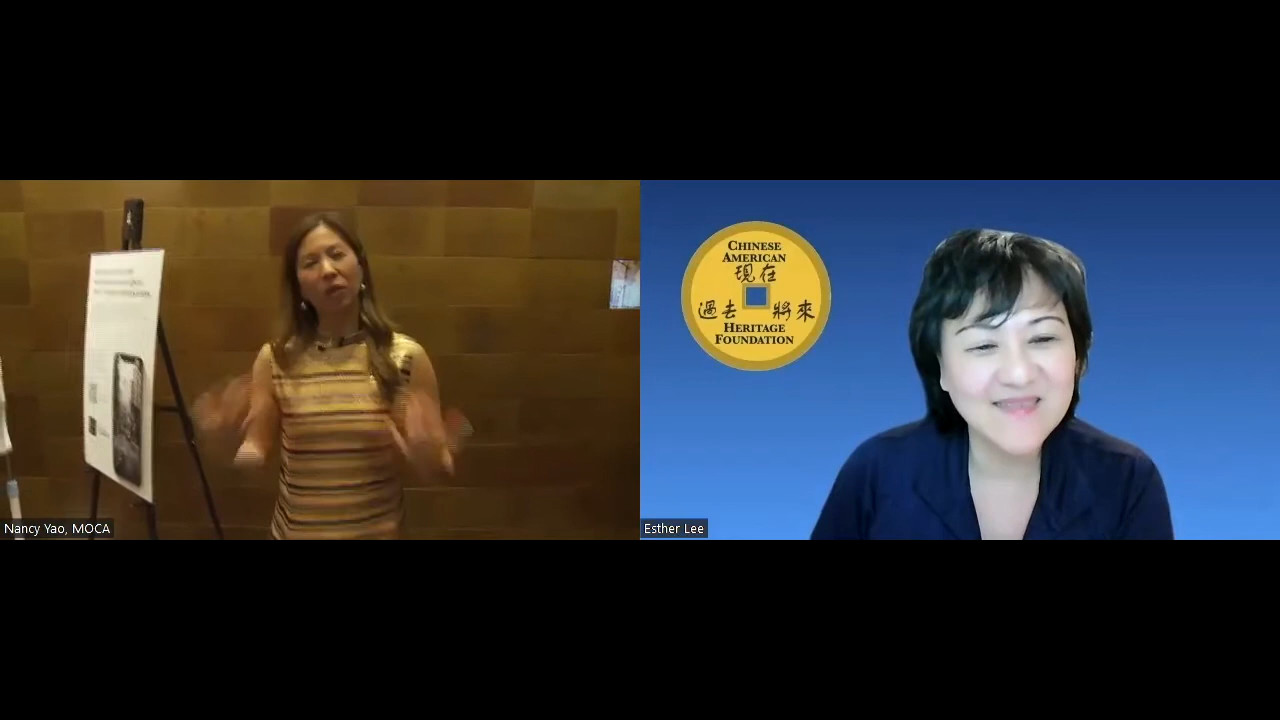 Nancy Yao, MOCA
CHINESE
AMERICAN
現在
過去 將來
HERITAGE
FOUNDATION
Esther Lee